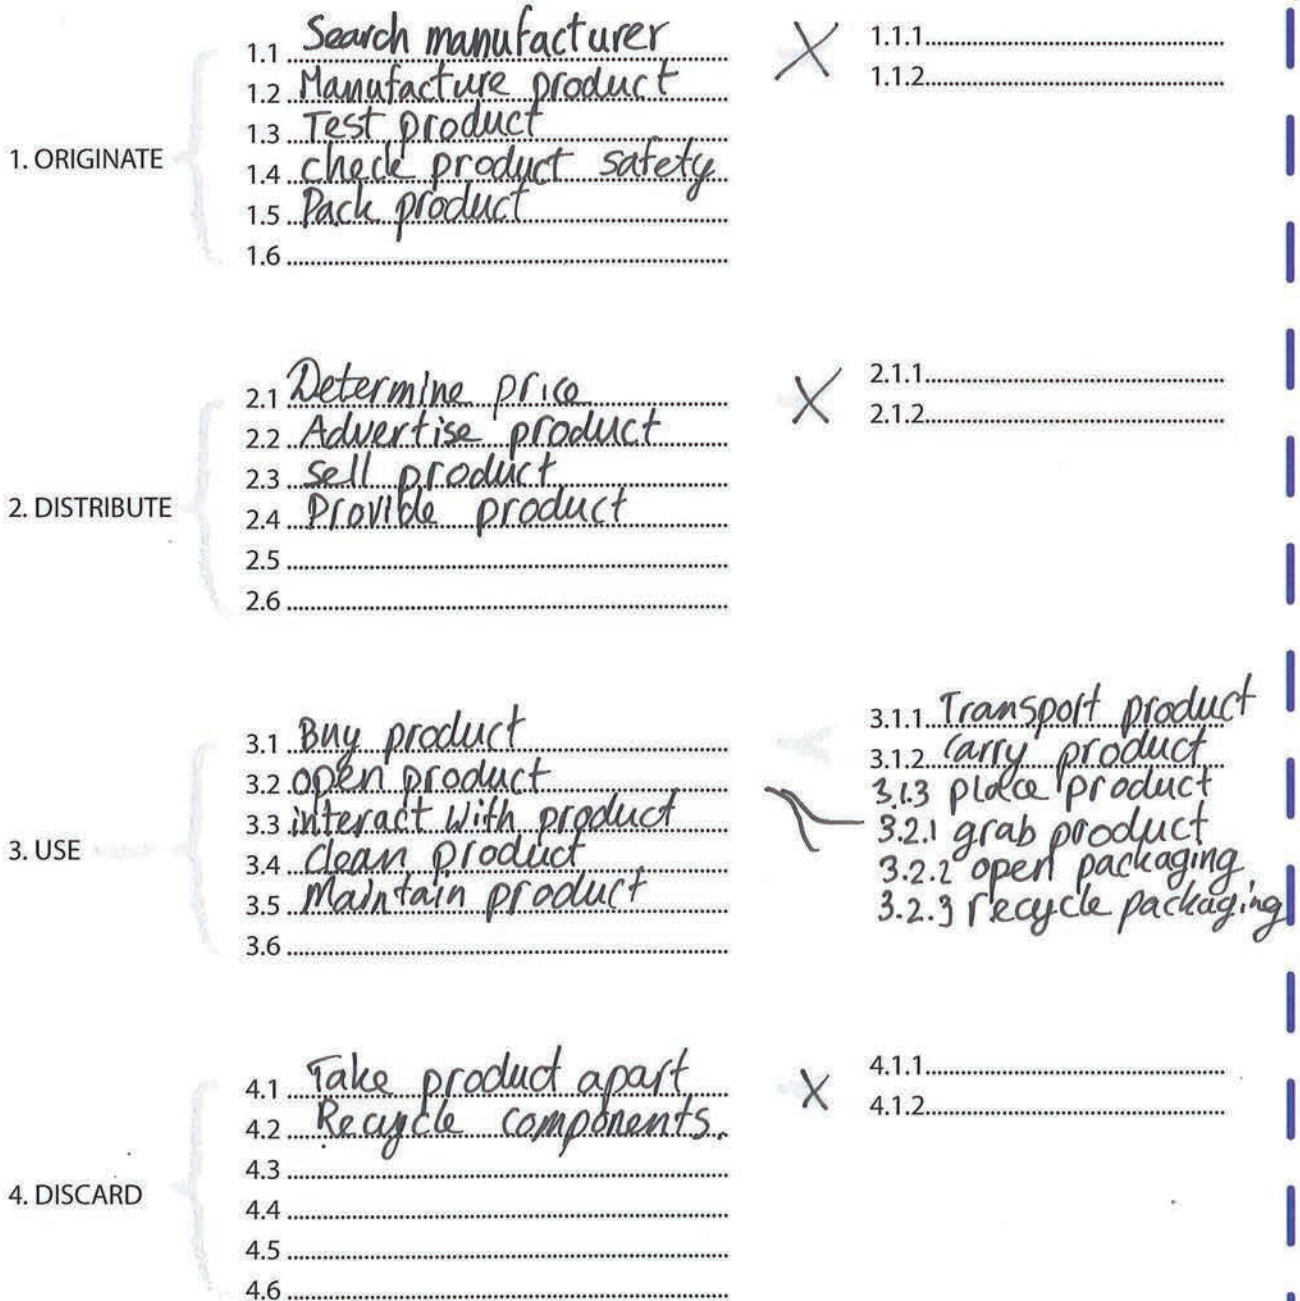 1. ORIGINATE
1.1 Search manufacturer
1.2 Manufacture product
1.3 Test product
1.4 check product safety
1.5 Pack product
1.6
X
1.1.1
1.1.2
2. DISTRIBUTE
2.1 Determine price
2.2 Advertise product
2.3 sell product
2.4 Provide product
2.5
2.6
X
2.1.1
2.1.2
3. USE
3.1 Buy product
3.2 open product
3.3 interact with product
3.4 clean product
3.5 Maintain product
3.6
3.1.1 Transport product
3.1.2 carry product
3.1.3 place product
3.2.1 grab product
3.2.2 open packaging
3.2.3 recycle packaging
4. DISCARD
4.1 Take product apart
4.2 Recycle components.
4.3
4.4
4.5
4.6
X
4.1.1
4.1.2